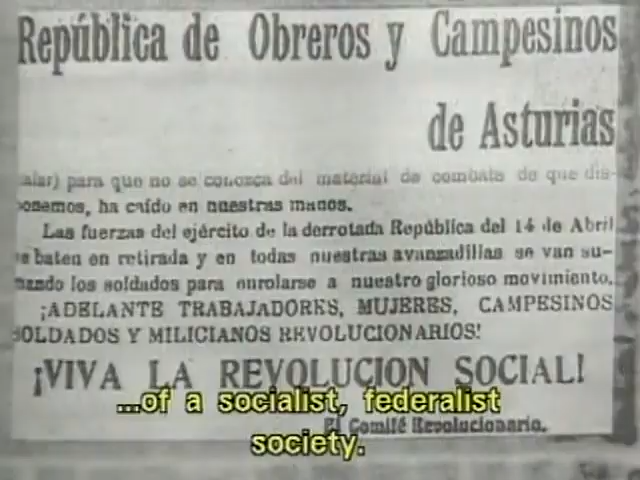 República de Obreros y Campesinos
de Asturias
alar) para que no se conozca del material de combate de que dis-
ponemos, ha caído en nuestras manos.
Las fuerzas del ejército de la derrotada República del 14 de Abril
se baten en retirada y en todas nuestras avanzadillas se van su-
mando los soldados para enrolarse a nuestro glorioso movimiento.
¡ADELANTE TRABAJADORES, MUJERES, CAMPESINOS
SOLDADOS Y MILICIANOS REVOLUCIONARIOS!
¡VIVA LA REVOLUCION SOCIAL!
...of a socialist, federalist
El Comité Revolucionario.
society.